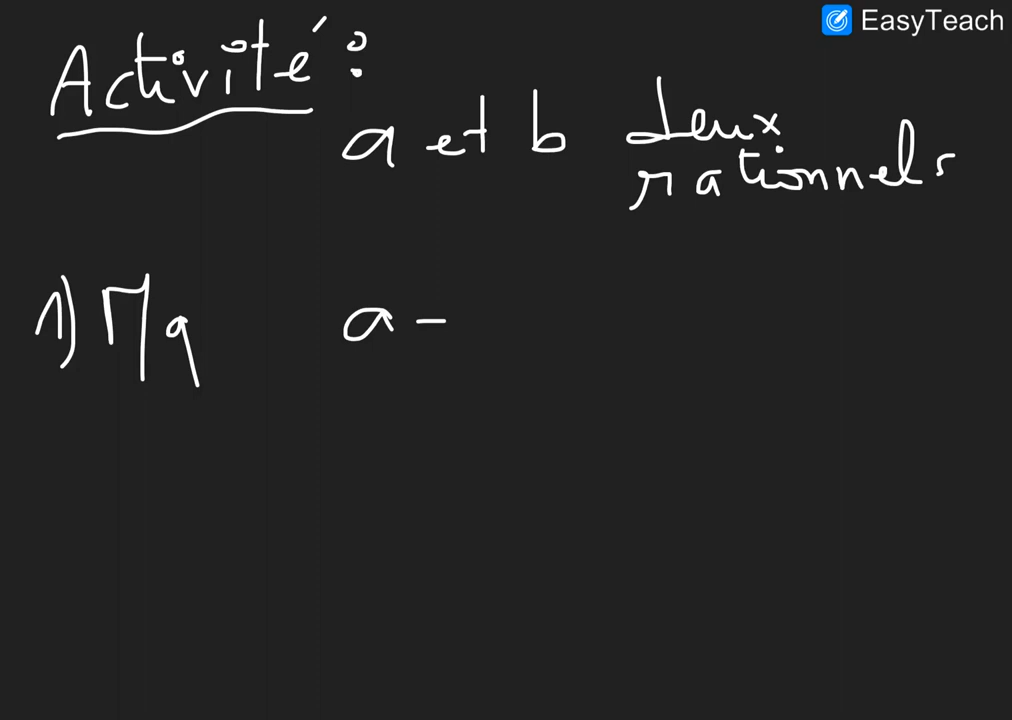 EasyTeach
Activité :
a et b deux
rationnels
1) Mq a -